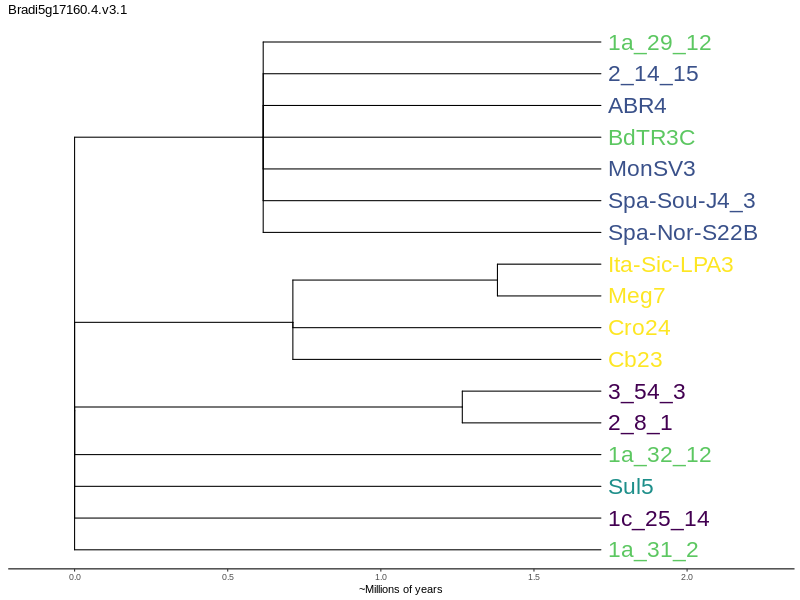 Bradi5g17160.4.v3.1
1a_29_12
2_14_15
ABR4
BdTR3C
MonSV3
Spa-Sou-J4_3
Spa-Nor-S22B
Ita-Sic-LPA3
Meg7
Cro24
Cb23
3_54_3
2_8_1
1a_32_12
Sul5
1c_25_14
1a_31_2
0.0 0.5 1.0 1.5 2.0
~Millions of years